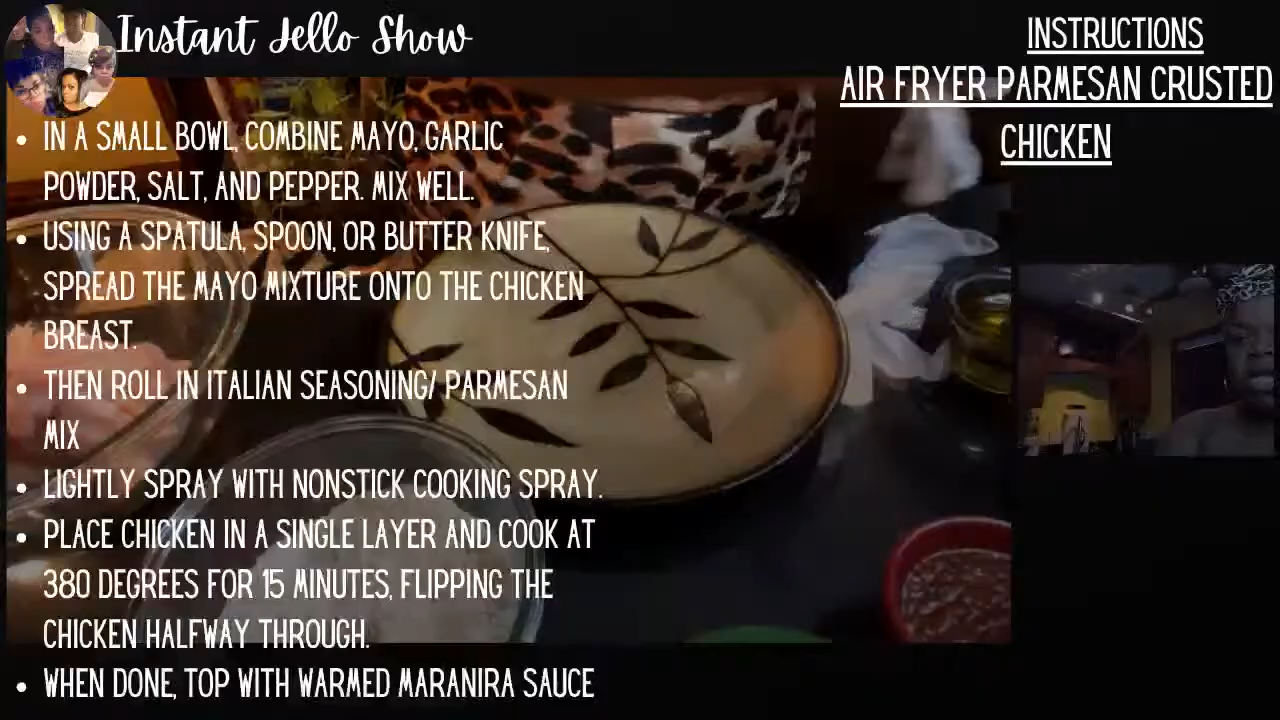 Instant Jello Show
INSTRUCTIONS
AIR FRYER PARMESAN CRUSTED
CHICKEN
• IN A SMALL BOWL, COMBINE MAYO, GARLIC
POWDER, SALT, AND PEPPER. MIX WELL.
• USING A SPATULA, SPOON, OR BUTTER KNIFE,
SPREAD THE MAYO MIXTURE ONTO THE CHICKEN
BREAST.
• THEN ROLL IN ITALIAN SEASONING/ PARMESAN
MIX
• LIGHTLY SPRAY WITH NONSTICK COOKING SPRAY.
• PLACE CHICKEN IN A SINGLE LAYER AND COOK AT
380 DEGREES FOR 15 MINUTES, FLIPPING THE
CHICKEN HALFWAY THROUGH.
• WHEN DONE, TOP WITH WARMED MARANIRA SAUCE